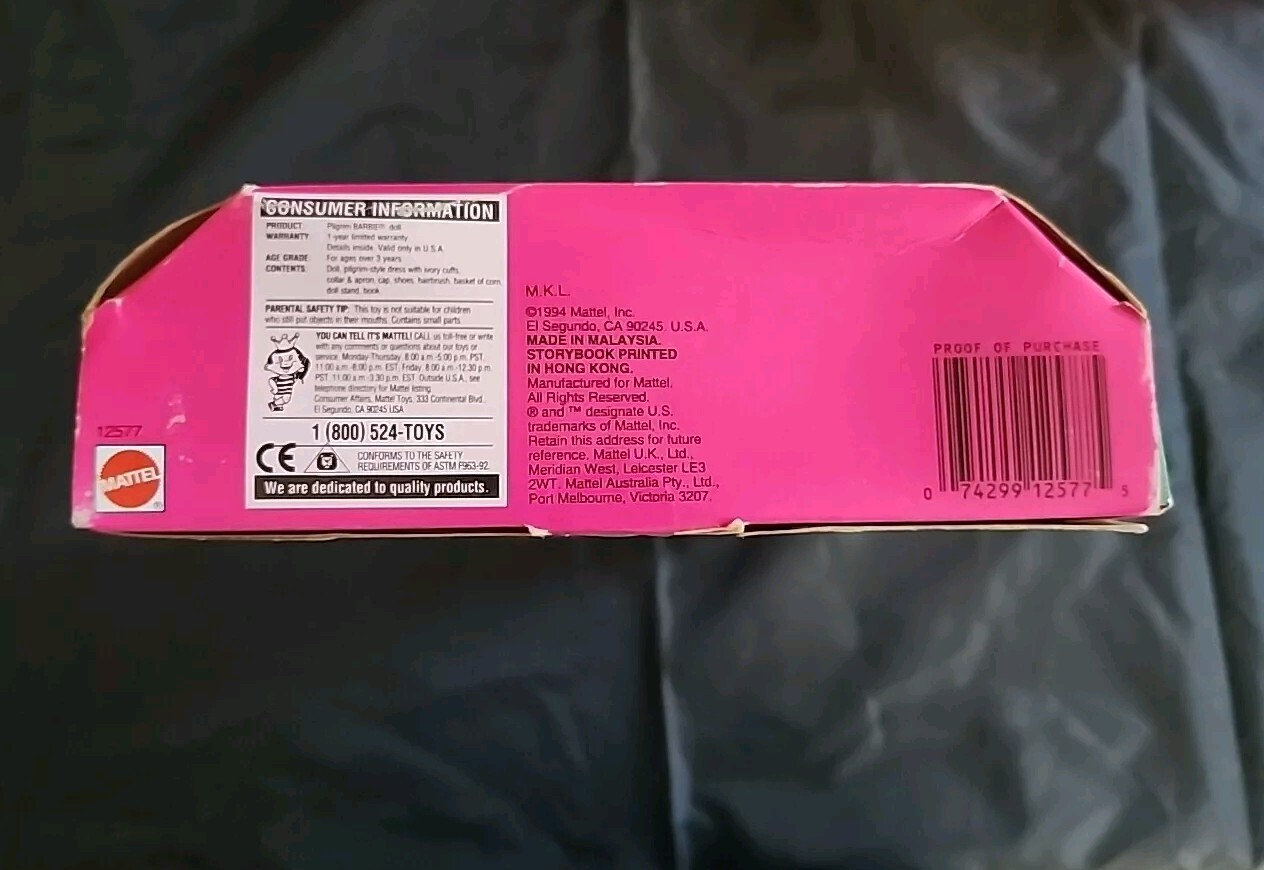 CONSUMER INFORMATION
PRODUCT: Pilgrim BARBIE® doll
WARRANTY: 1-year limited warranty.
Details inside. Valid only in U.S.A.
AGE GRADE: For ages over 3 years
CONTENTS: Doll, pilgrim-style dress with ivory cuffs,
collar & apron, cap, shoes, hairbrush, basket of corn,
doll stand, book.
PARENTAL SAFETY TIP: This toy is not suitable for children
who still put objects in their mouths. Contains small parts.
YOU CAN TELL IT'S MATTEL! CALL us toll-free or write
with any comments or questions about our toys or
service. Monday-Thursday, 8:00 a.m.-5:00 p.m. PST,
11:00 a.m.-8:00 p.m. EST; Friday, 8:00 a.m.-12:30 p.m.
PST, 11:00 a.m.-3:30 p.m. EST. Outside U.S.A., see
telephone directory for Mattel listing.
Consumer Affairs, Mattel Toys, 333 Continental Blvd.,
El Segundo, CA 90245 USA
1 (800) 524-TOYS
CE
CONFORMS TO THE SAFETY
REQUIREMENTS OF ASTM F963-92.
We are dedicated to quality products.
12577
MATTEL®
M.K.L.
©1994 Mattel, Inc.
El Segundo, CA 90245. U.S.A.
MADE IN MALAYSIA.
STORYBOOK PRINTED
IN HONG KONG.
Manufactured for Mattel.
All Rights Reserved.
® and ™ designate U.S.
trademarks of Mattel, Inc.
Retain this address for future
reference. Mattel U.K., Ltd.,
Meridian West, Leicester LE3
2WT. Mattel Australia Pty., Ltd.,
Port Melbourne, Victoria 3207.
PROOF OF PURCHASE
0 74299 12577 5